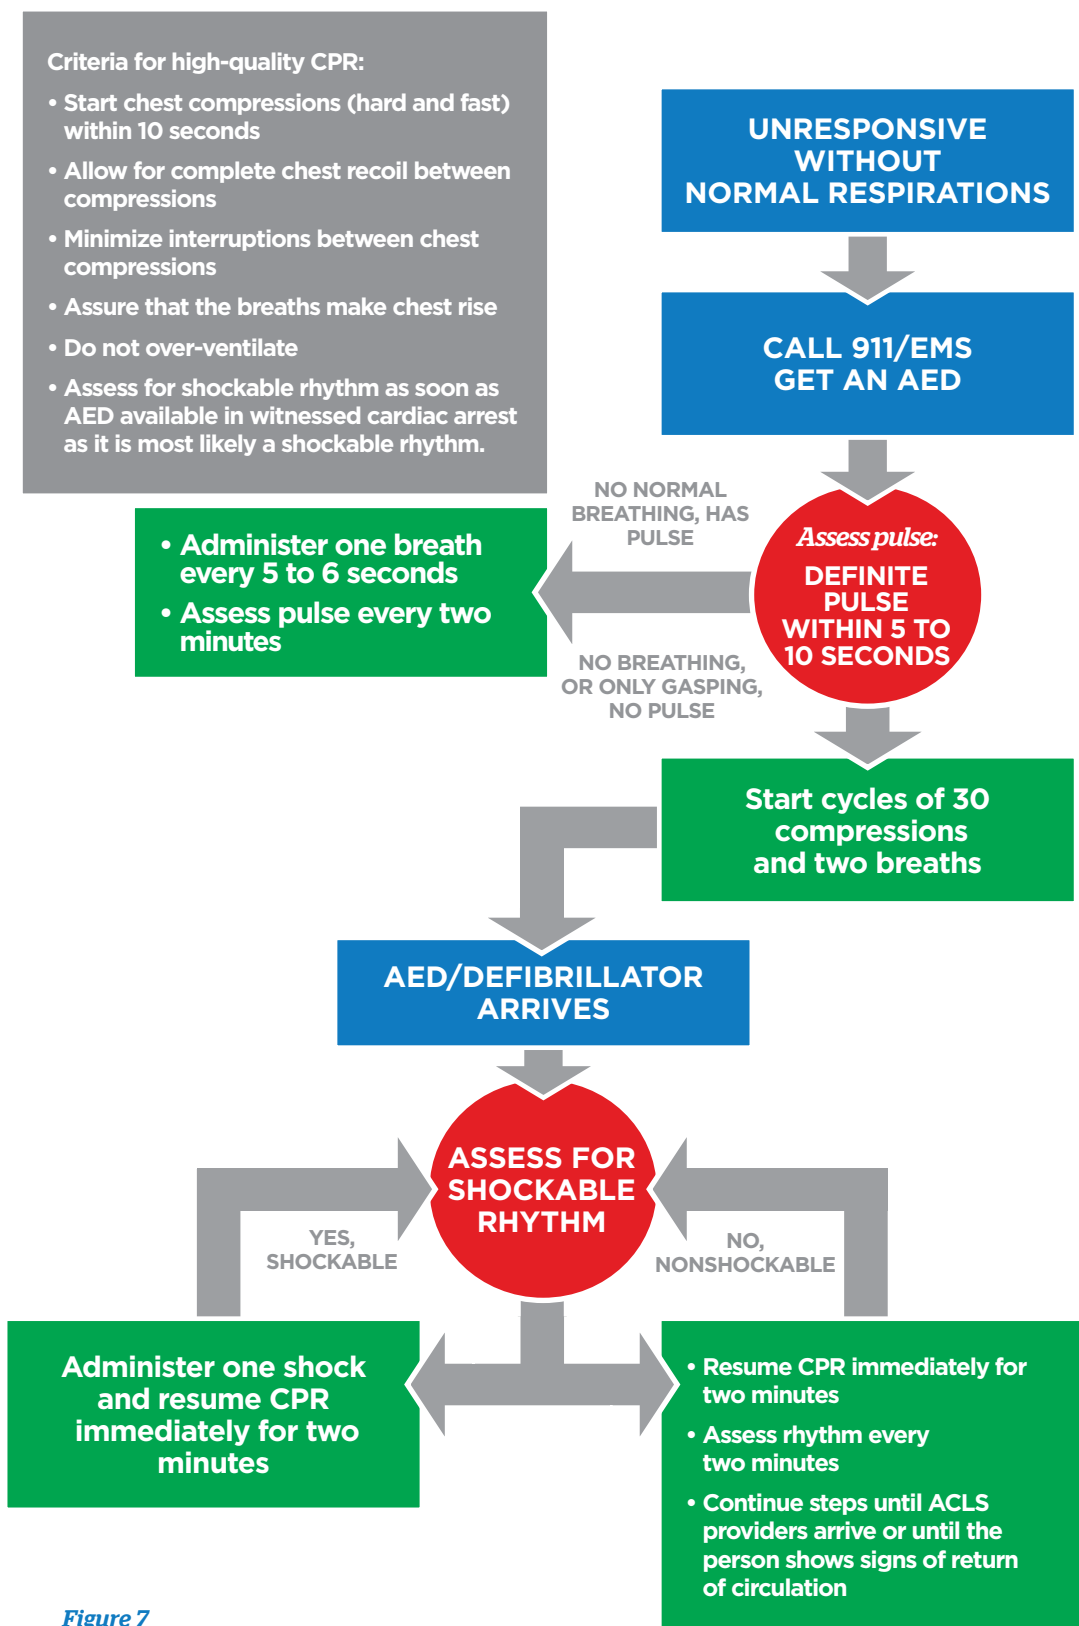 Criteria for high-quality CPR:
• Start chest compressions (hard and fast)
within 10 seconds
• Allow for complete chest recoil between
compressions
• Minimize interruptions between chest
compressions
• Assure that the breaths make chest rise
• Do not over-ventilate
• Assess for shockable rhythm as soon as
AED available in witnessed cardiac arrest
as it is most likely a shockable rhythm.
UNRESPONSIVE
WITHOUT
NORMAL RESPIRATIONS
CALL 911/EMS
GET AN AED
NO NORMAL
BREATHING, HAS
PULSE
Assess pulse:
DEFINITE
PULSE
WITHIN 5 TO
10 SECONDS
• Administer one breath
every 5 to 6 seconds
• Assess pulse every two
minutes
NO BREATHING,
OR ONLY GASPING,
NO PULSE
Start cycles of 30
compressions
and two breaths
AED/DEFIBRILLATOR
ARRIVES
ASSESS FOR
SHOCKABLE
RHYTHM
YES,
SHOCKABLE
NO,
NONSHOCKABLE
Administer one shock
and resume CPR
immediately for two
minutes
• Resume CPR immediately for
two minutes
• Assess rhythm every
two minutes
• Continue steps until ACLS
providers arrive or until the
person shows signs of return
of circulation
Figure 7